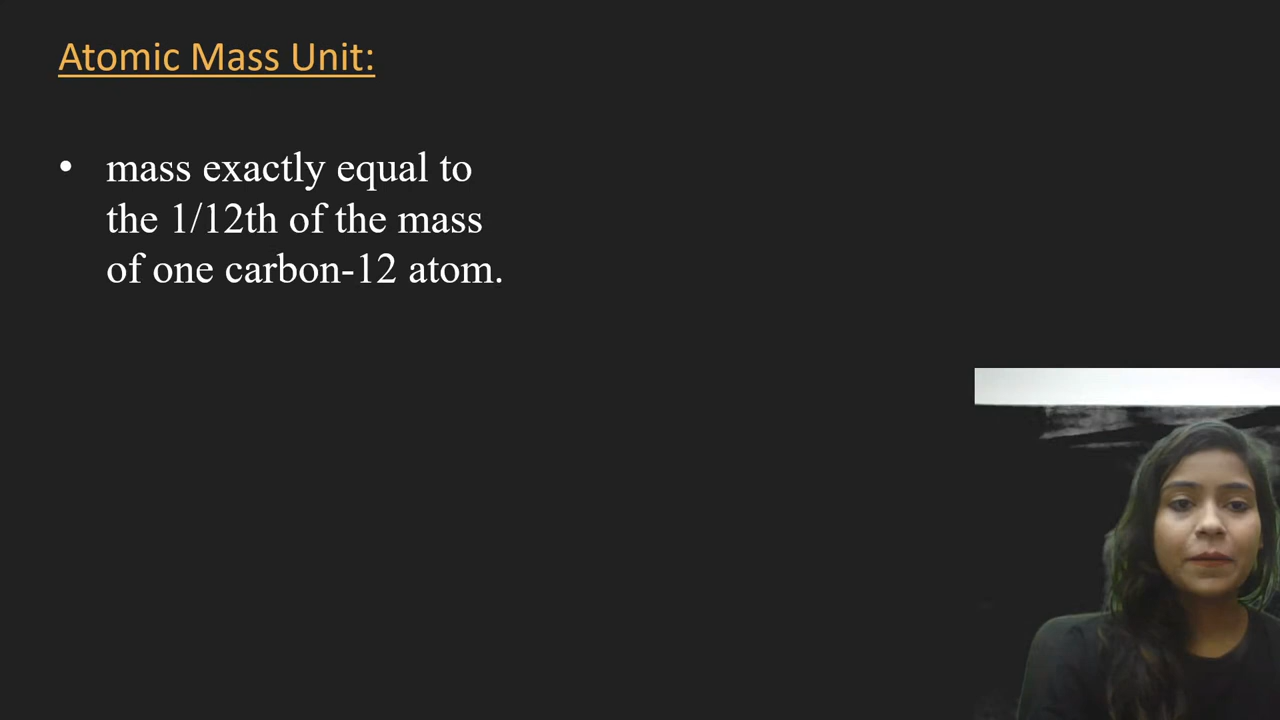 Atomic Mass Unit:
• mass exactly equal to
the 1/12th of the mass
of one carbon-12 atom.